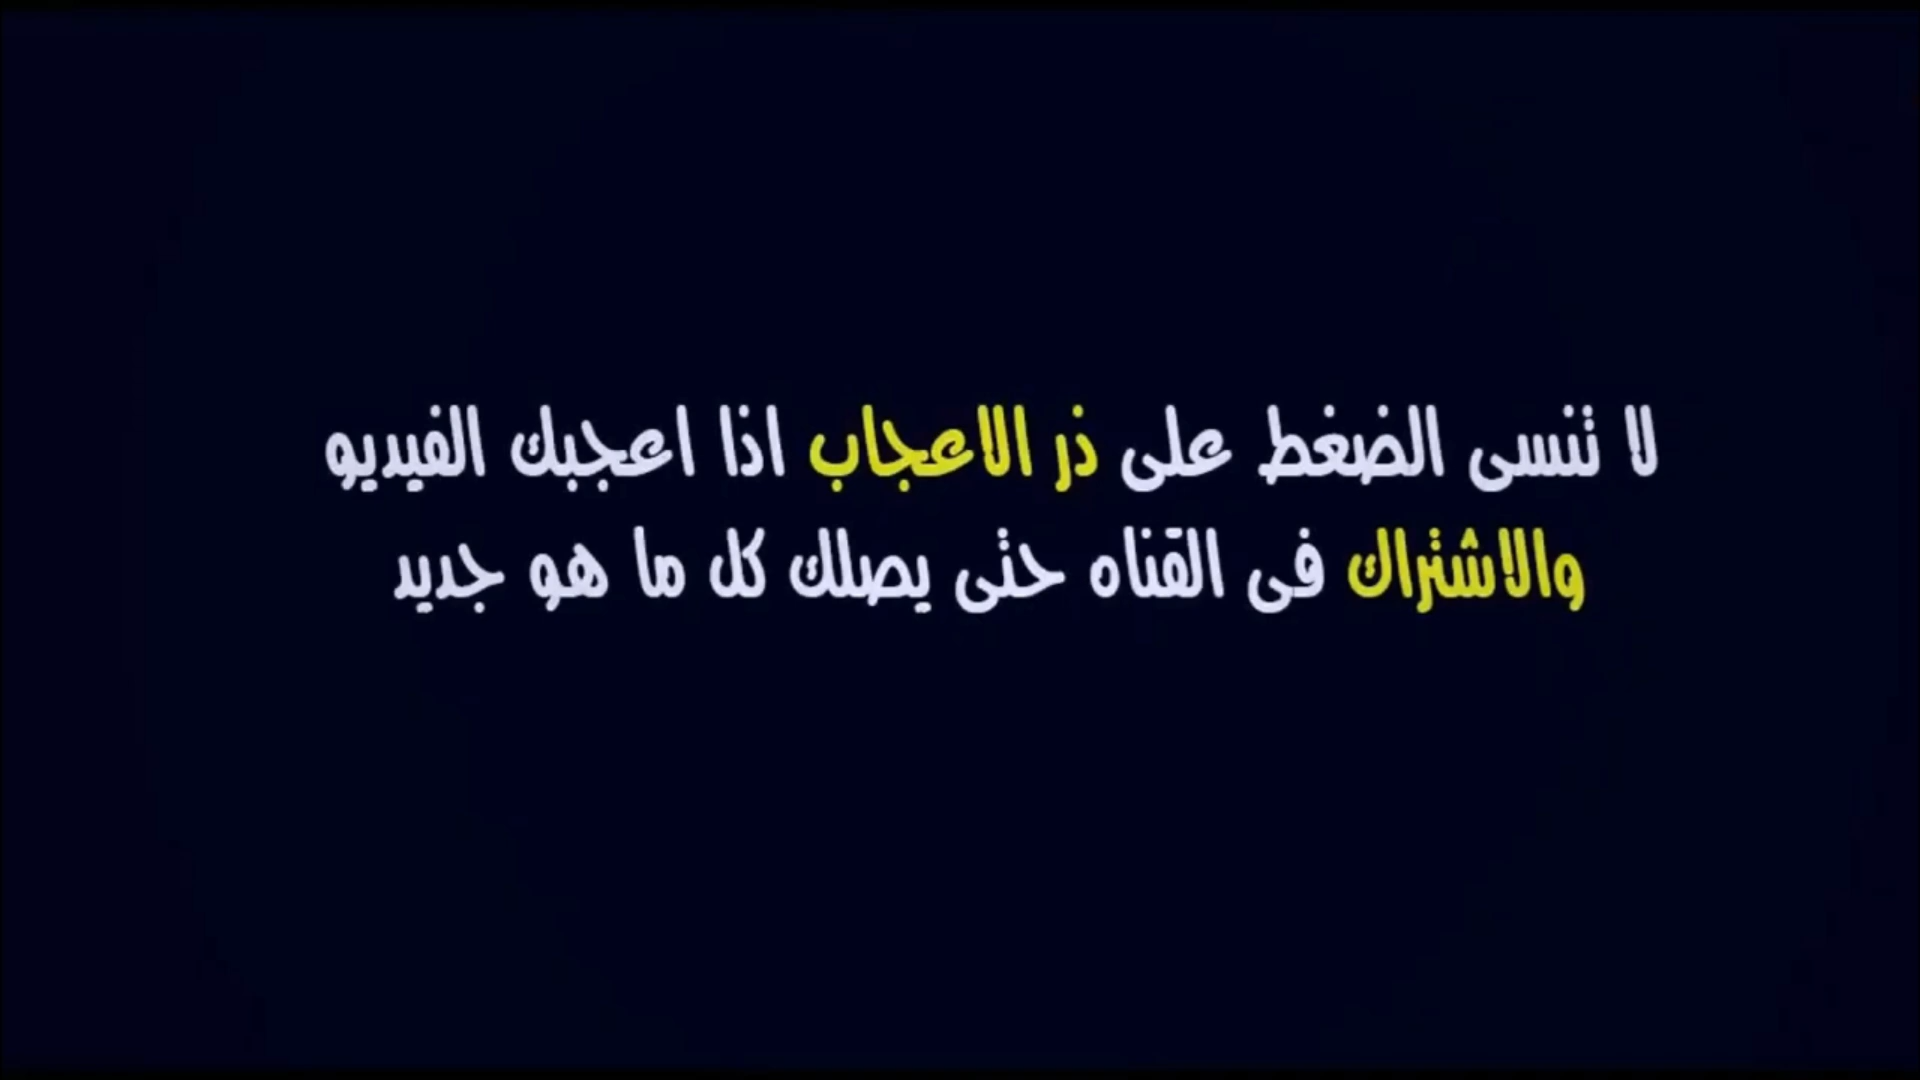 لا تنسى الضغط على ذر الاعجاب اذا اعجبك الفيديو
والاشتراك فى القناه حتى يصلك كل ما هو جديد